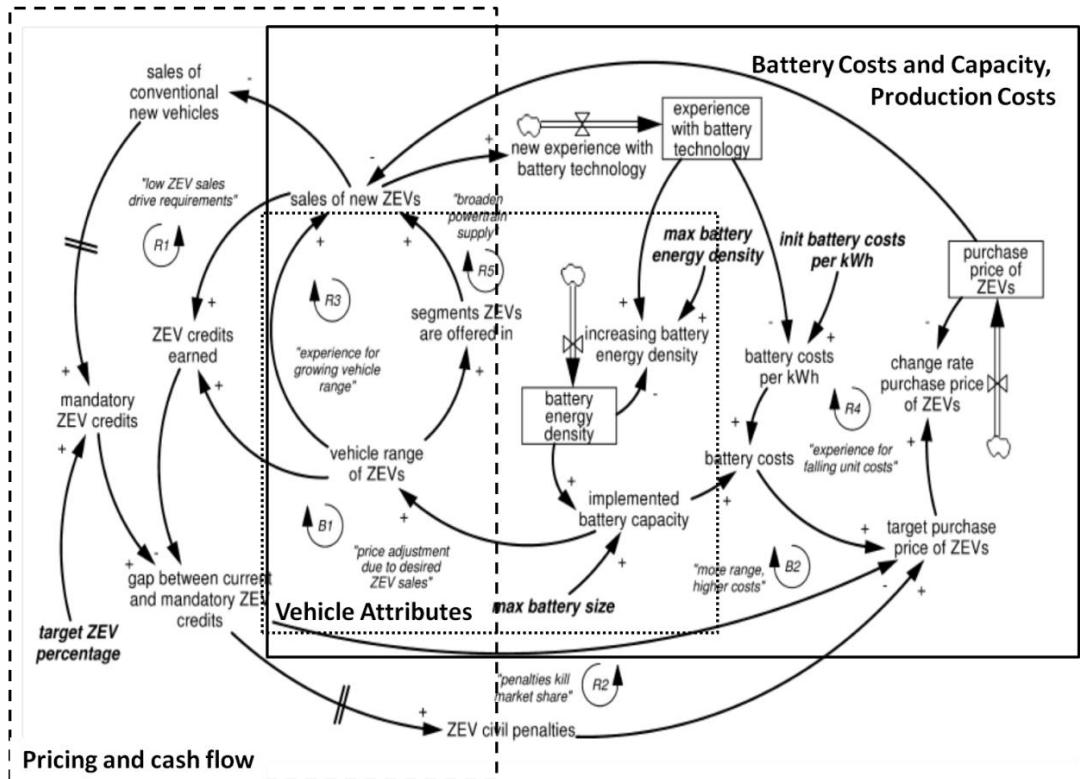 Battery Costs and Capacity,
Production Costs
sales of
conventional
new vehicles
-
experience
with battery
technology
+
new experience with
battery technology
-
"low ZEV sales
drive requirements"
R1
sales of new ZEVs
"broaden
powertrain
supply"
+
+
R5
R3
max battery
energy density
init battery costs
per kWh
purchase
price of
ZEVs
+
ZEV credits
earned
segments ZEVs
are offered in
+
+
increasing battery
energy density
-
+
battery costs
per kWh
-
change rate
purchase price
of ZEVs
"experience for
growing vehicle
range"
+
+
mandatory
ZEV credits
+
+
battery
energy
density
-
R4
+
"experience for
falling unit costs"
+
vehicle range
of ZEVs
battery costs
+
+
implemented
battery capacity
+
+
B1
+
target purchase
price of ZEVs
"price adjustment
due to desired
ZEV sales"
+
"more range,
higher costs"
B2
-
+
-
+
gap between current
and mandatory ZEV
credits
Vehicle Attributes
max battery size
target ZEV
percentage
"penalties kill
market share"
R2
+
ZEV civil penalties
Pricing and cash flow